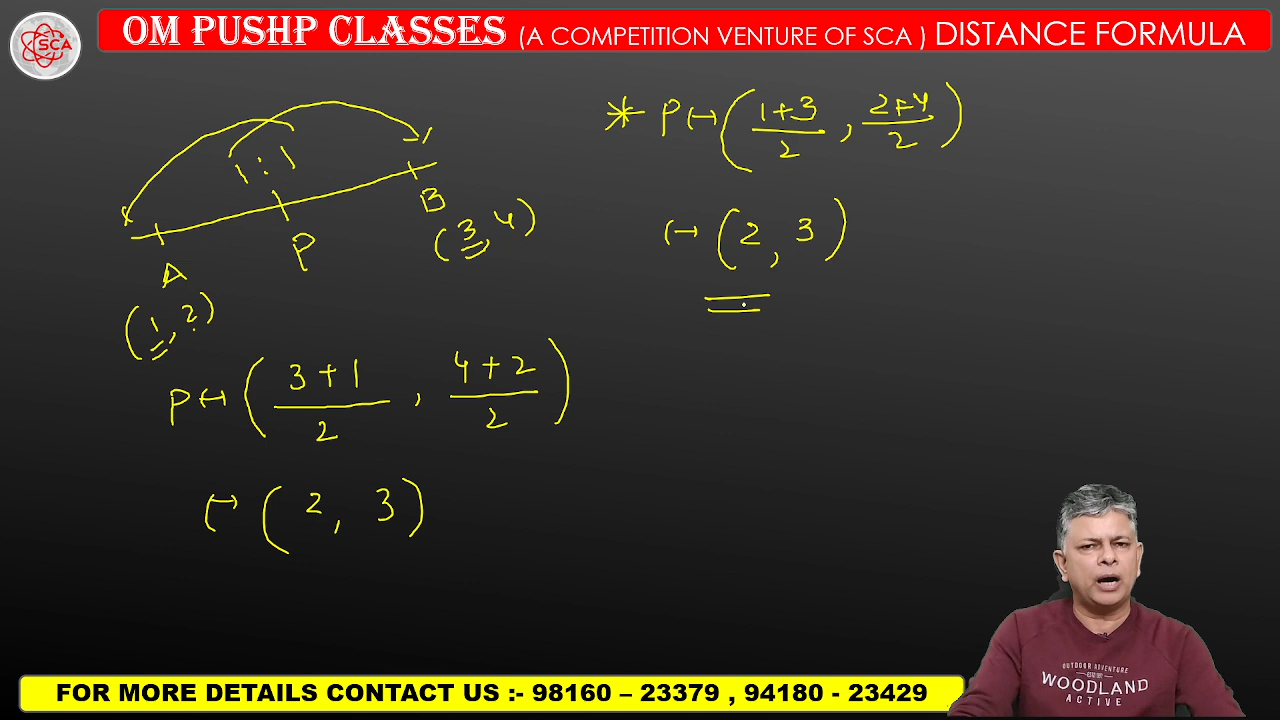 SCA
OM PUSHP CLASSES (A COMPETITION VENTURE OF SCA ) DISTANCE FORMULA
1 : 1
A
P
B
(1, 2)
(3, 4)
P ↔ ( 3 + 1 / 2 , 4 + 2 / 2 )
↔ ( 2 , 3 )
* P ↔ ( 1 + 3 / 2 , 2 + 4 / 2 )
↔ ( 2 , 3 )
OUTDOOR ADVENTURE
WOODLAND
ACTIVE
FOR MORE DETAILS CONTACT US :- 98160 – 23379 , 94180 - 23429